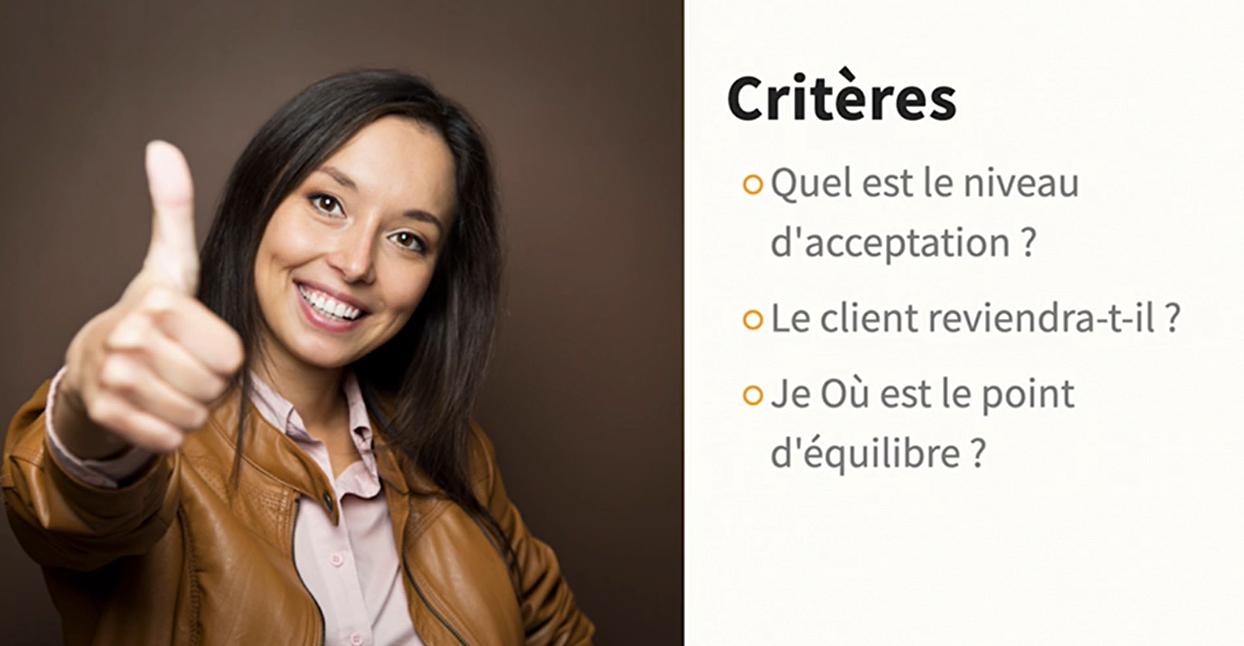 Critères
Quel est le niveau
d'acceptation ?
Le client reviendra-t-il ?
Je Où est le point
d'équilibre ?